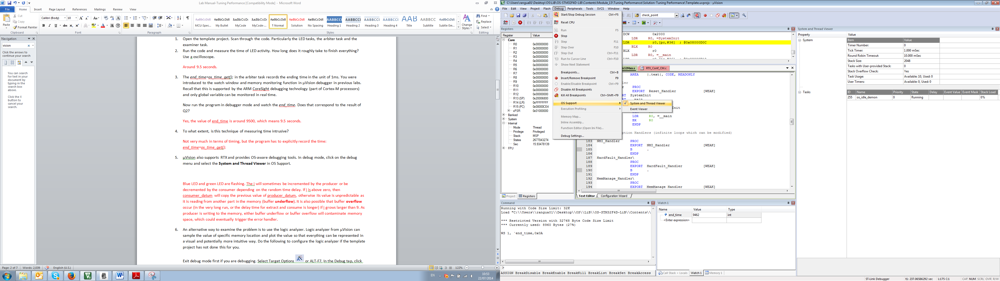 Lab Manual-Tuning Performance [Compatibility Mode] - Microsoft Word
File Home Insert Page Layout References Mailings Review View
Paste
Cut
Copy
Format Painter
Clipboard
Calibri (Body) 10
Font
Paragraph
AaBbCcDdI AaBbCcDdI AaBbCcDc AaBbCcDc AaBbCcDdI AaBbCcDdI AaBbCcDdI AABBCCI AABBCCI AaBbCcDdI AaBbCcDdI AAB AABBCC AaBbCcDdI
MCU-Spec... My Bullet MyCode MyCode-... ¶ Normal Solution No Spacing Heading 1 Heading 2 Heading 3 Heading 4 Title Subtitle Subtle Em...
Styles
Change Styles
Find
Replace
Select
Editing
Navigation
vision
Click the arrows to
continue your search
You can search
for text in your
document by
typing in the
search box
above.
Click the X
button to
cancel your
search.
1. Open the template project. Scan through the code. Particularly the LED tasks, the arbiter task and the
examiner task.
2. Run the code and measure the time of LED activity. How long does it roughly take to finish everything?
Use a oscilloscope.
Around 9.5 seconds.
3. The end_time=os_time_get(); in the arbiter task records the ending time in the unit of 1ms. You were
introduced to the watch window and memory monitoring function in µVision debugger in previous labs.
Recall that this is supported by the ARM CoreSight debugging technology (part of Cortex-M processors)
and only global variable can be monitored in real time.
Now run the program in debugger mode and watch the end_time. Does that correspond to the result of
Q2?
Yes, the value of end_time is around 9500, which means 9.5 seconds.
4. To what extent, is this technique of measuring time intrusive?
Not very much in terms of timing, but the program has to explicitly record the time:
end_time=os_time_get();
5. µVision also supports RTX and provides OS-aware debugging tools. In debug mode, click on the debug
menu and select the System and Thread Viewer in OS Support.
Blue LED and green LED are flashing. The i will sometimes be incremented by the producer or be
decremented by the consumer depending on the random time delay. If i is above zero, then
consumer_datum will copy the previous value of producer_datum, otherwise its value is unpredictable as
it is reading from another part in the memory (buffer underflow). It is also possible that buffer overflow
occur (in the very long run, or the delay time for extract and consume is longer) if i grows larger than 9. As
producer is writing to the memory, either buffer underflow or buffer overflow will contaminate memory
space, which could eventually trigger the error handler.
6. An alternative way to examine the problem is to use the logic analyzer. Logic analyzer from µVision can
sample the value of specific memory location and plot the value so that everything can be represented in
a visual and potentially more intuitive way. Do the following to configure the logic analyzer if the template
project has not done this for you.
Exit debug mode first if you are debugging. Select Target Options or ALT-F7. In the Debug tap, click
Page: 2 of 7 Words: 2,039 English (U.S.) 122%
EN 10:53
22/07/2014
C:\Users\rangua01\Desktop\OS\LiB\OS-STM32F4D-LiB\Contents\Module_13\Tuning Performance\Solution-Tuning Performance\Template.uvprojx - µVision
File Edit View Project Flash Debug Peripherals Tools SVCS Window Help
check_point
Start/Stop Debug Session Ctrl+F5
Reset CPU
Run F5
Stop
Step F11
Step Over F10
Step Out Ctrl+F11
Run to Cursor Line Ctrl+F10
Show Next Statement
Breakpoints... Ctrl+B
Insert/Remove Breakpoint F9
Enable/Disable Breakpoint Ctrl+F9
Disable All Breakpoints
Kill All Breakpoints Ctrl+Shift+F9
OS Support
Execution Profiling
Memory Map...
Inline Assembly...
Function Editor (Open Ini File)...
Debug Settings...
System and Thread Viewer
Event Viewer
Registers
Register Value
Core
R0 0x00000000
R1 0x00000000
R2 0x00000000
R3 0x00000000
R4 0x00000000
R5 0x00000000
R6 0x00000000
R7 0x00000000
R8 0x00000000
R9 0x00000000
R10 0x00000000
R11 0x00000000
R12 0x00000000
R13 (SP) 0x20006800
R14 (LR) 0xFFFFFFFF
R15 (PC) 0x08000CE4
xPSR 0x01000000
Banked
System
Internal
Mode Thread
Privilege Privileged
Stack MSP
States 2677043274
Sec 15.93478139
FPU
Project Registers
DCW 0x2000
LDR R0, =SystemInit
LDR r0,[pc,#36] ; @0x08000D0C
BLX R0
BLX r0
LDR R0, =__main
m32f4xx.s RTX_Conf_CM.c
AREA |.text|, CODE, READONLY
PROC
EXPORT Reset_Handler [WEAK]
SystemInit
LDR R0, =__main
BX R0
ENDP
ption Handlers (infinite loops which can be modified)
183 NMI_Handler PROC
184 EXPORT NMI_Handler [WEAK]
185 B .
186 ENDP
187 HardFault_Handler\
188 PROC
189 EXPORT HardFault_Handler [WEAK]
190 B .
191 ENDP
192 MemManage_Handler\
193 PROC
194 EXPORT MemManage_Handler [WEAK]
Text Editor Configuration Wizard
System and Thread Viewer
Property Value
System
Item Value
Timer Number: 0
Tick Timer: 1.000 mSec
Round Robin Timeout: 10.000 mSec
Stack Size: 2048
Tasks with User-provided Stack: 0
Stack Overflow Check: Yes
Task Usage: Available: 10, Used: 0
User Timers: Available: 0, Used: 0
Tasks
ID Name Priority State Delay Event Value Event Mask Stack Load
255 os_idle_demon 0 Running 0%
Command
Running with Code Size Limit: 32K
Load "C:\\Users\\rangua01\\Desktop\\OS\\LiB\\OS-STM32F4D-LiB\\Contents\\
*** Restricted Version with 32768 Byte Code Size Limit
*** Currently used: 8960 Bytes (27%)
WS 1, `end_time,0x0A
>
ASSIGN BreakDisable BreakEnable BreakKill BreakList BreakSet BreakAccess
Watch 1
Name Value Type
end_time 9462 int
<Enter expression>
Call Stack + Locals Watch 1 Memory 1
ST-Link Debugger t1: 237.06586292 sec L:175 C:1 CAP NUM SCRL OVR R/W